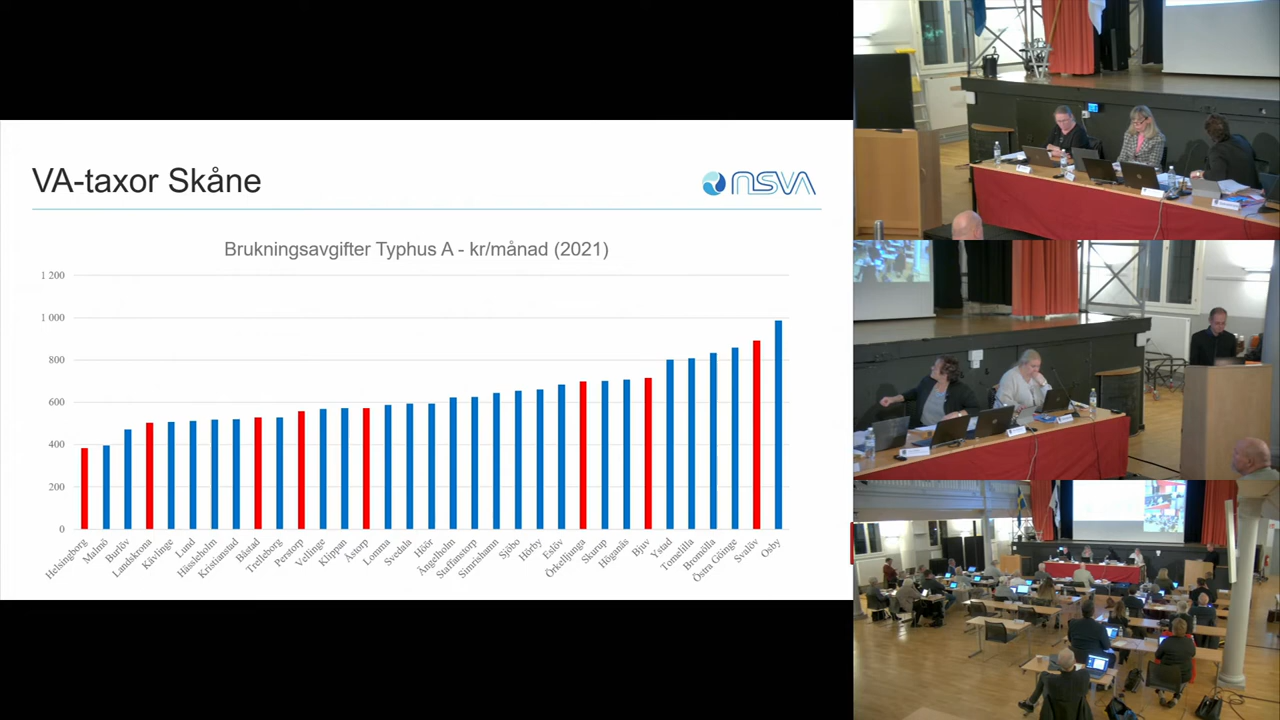 VA-taxor Skåne
NSVA
Brukningsavgifter Typhus A - kr/månad (2021)
1 200
1 000
800
600
400
200
0
Helsingborg
Malmö
Burlöv
Landskrona
Kävlinge
Lund
Hässleholm
Kristianstad
Båstad
Trelleborg
Perstorp
Vellinge
Klippan
Åstorp
Lomma
Svedala
Höör
Ängelholm
Staffanstorp
Simrishamn
Sjöbo
Hörby
Eslöv
Örkelljunga
Skurup
Höganäs
Bjuv
Ystad
Tomelilla
Bromölla
Östra Göinge
Svalöv
Osby